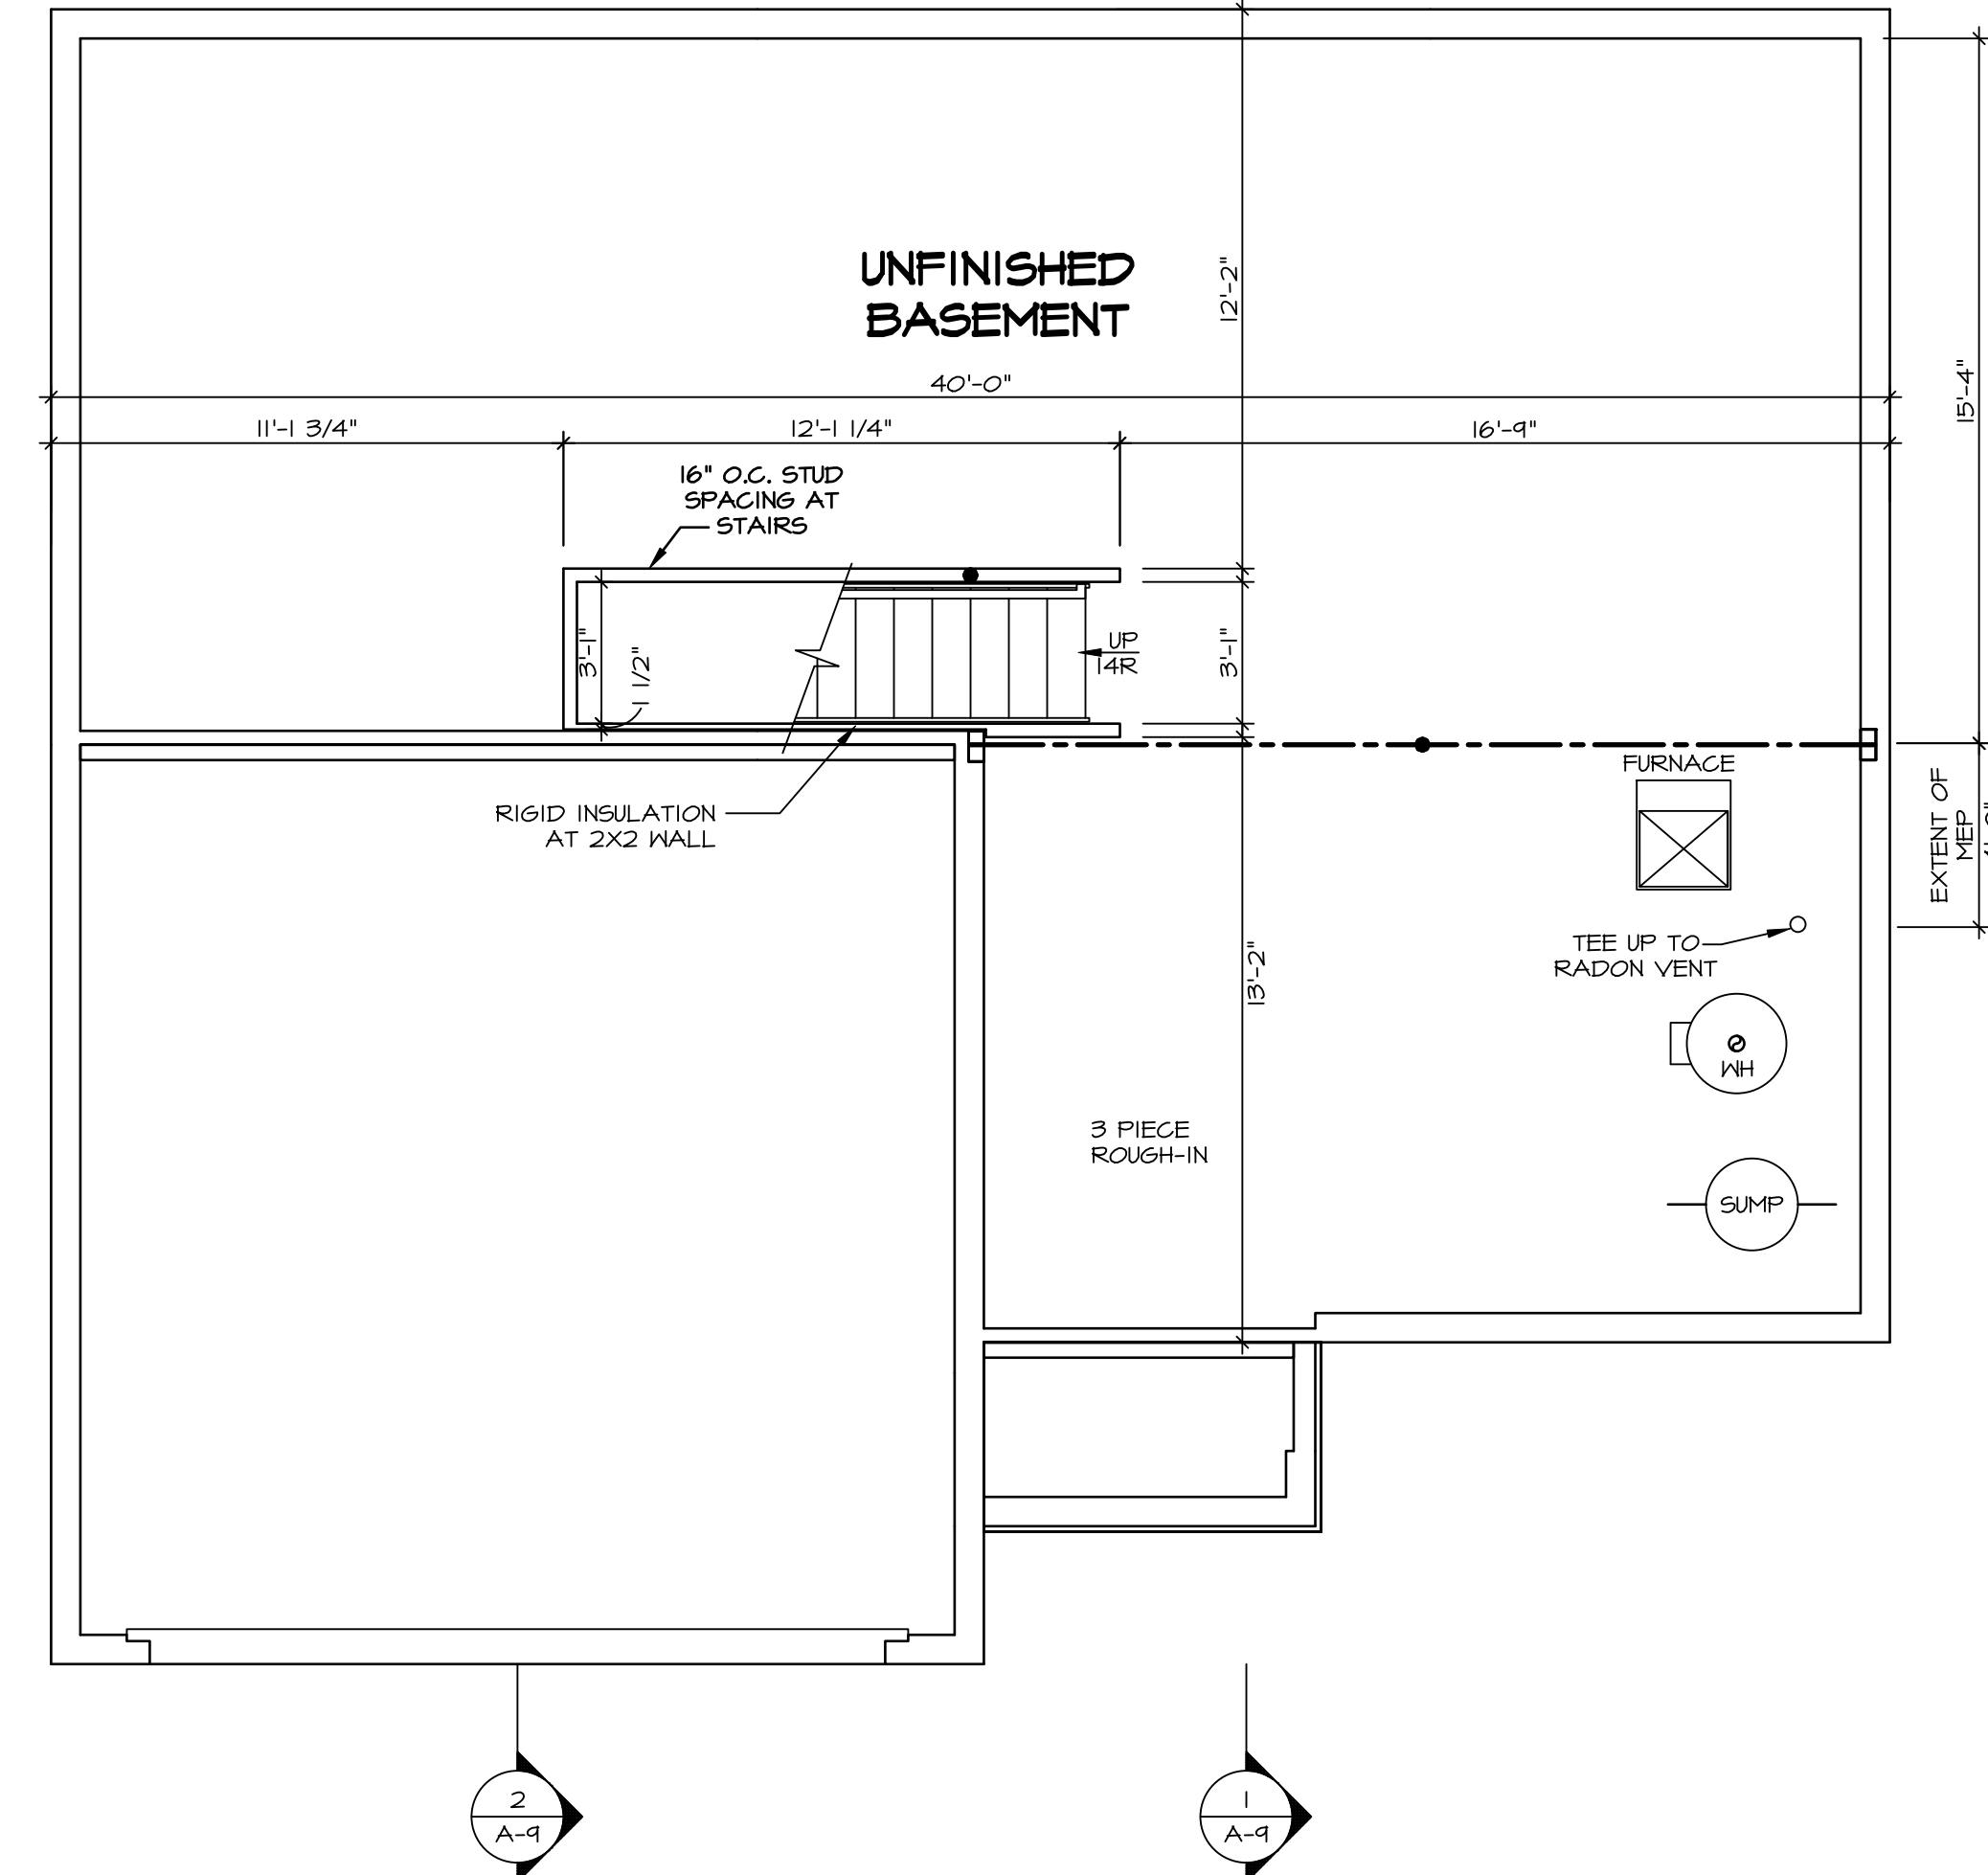 UNFINISHED
BASEMENT
12'-2"
40'-0"
15'-4"
11'-1 3/4"
12'-1 1/4"
16'-9"
16" O.C. STUD
SPACING AT
STAIRS
3'-1"
1 1/2"
UP
14R
3'-1"
FURNACE
RIGID INSULATION
AT 2X2 WALL
EXTENT OF
MEP
13'-2"
TEE UP TO
RADON VENT
WH
3 PIECE
ROUGH-IN
SUMP
2
A-9
1
A-9